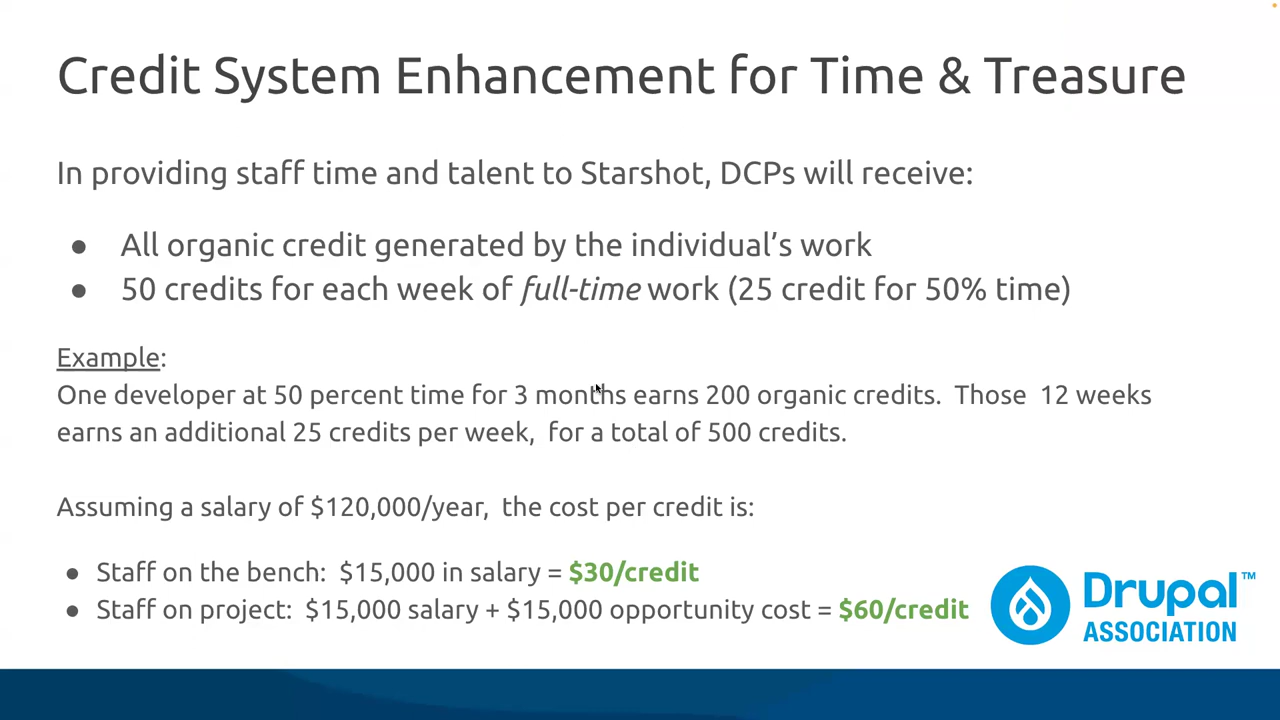 Credit System Enhancement for Time & Treasure
In providing staff time and talent to Starshot, DCPs will receive:
● All organic credit generated by the individual’s work
● 50 credits for each week of full-time work (25 credit for 50% time)
Example:
One developer at 50 percent time for 3 months earns 200 organic credits. Those 12 weeks
earns an additional 25 credits per week, for a total of 500 credits.
Assuming a salary of $120,000/year, the cost per credit is:
● Staff on the bench: $15,000 in salary = $30/credit
● Staff on project: $15,000 salary + $15,000 opportunity cost = $60/credit
Drupal™
ASSOCIATION